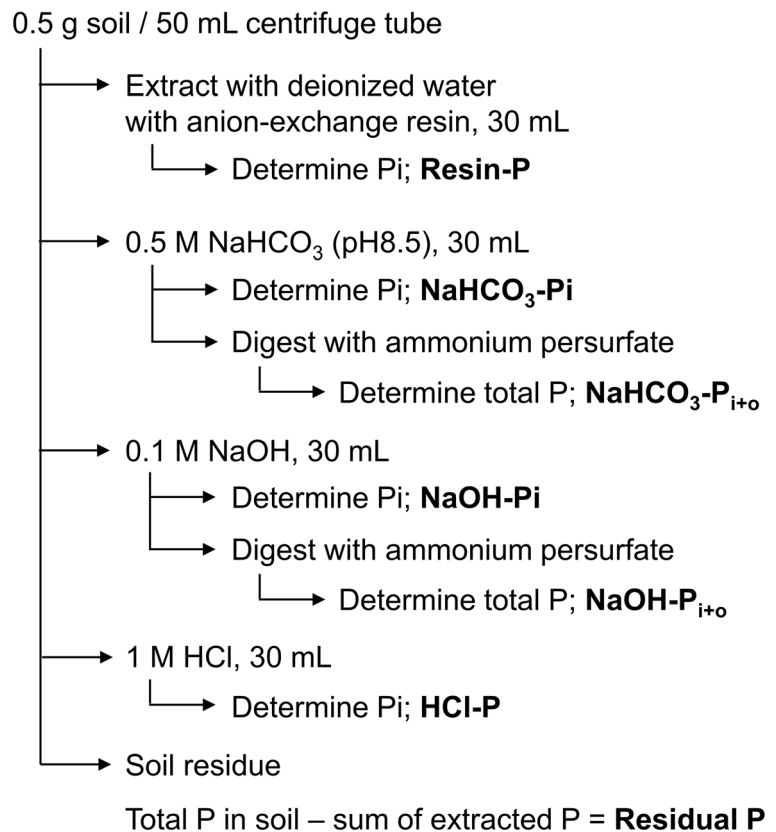 0.5 g soil / 50 mL centrifuge tube
Extract with deionized water
with anion-exchange resin, 30 mL
Determine Pi; Resin-P
0.5 M NaHCO₃ (pH8.5), 30 mL
Determine Pi; NaHCO₃-Pi
Digest with ammonium persurfate
Determine total P; NaHCO₃-Pᵢ₊ₒ
0.1 M NaOH, 30 mL
Determine Pi; NaOH-Pi
Digest with ammonium persurfate
Determine total P; NaOH-Pᵢ₊ₒ
1 M HCl, 30 mL
Determine Pi; HCl-P
Soil residue
Total P in soil – sum of extracted P = Residual P